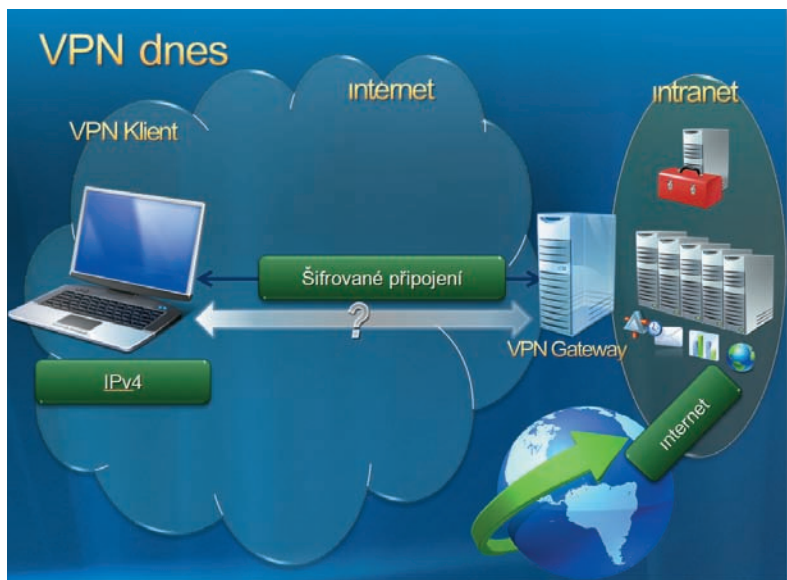 VPN dnes
internet
intranet
VPN Klient
Šifrované připojení
?
VPN Gateway
IPv4
internet